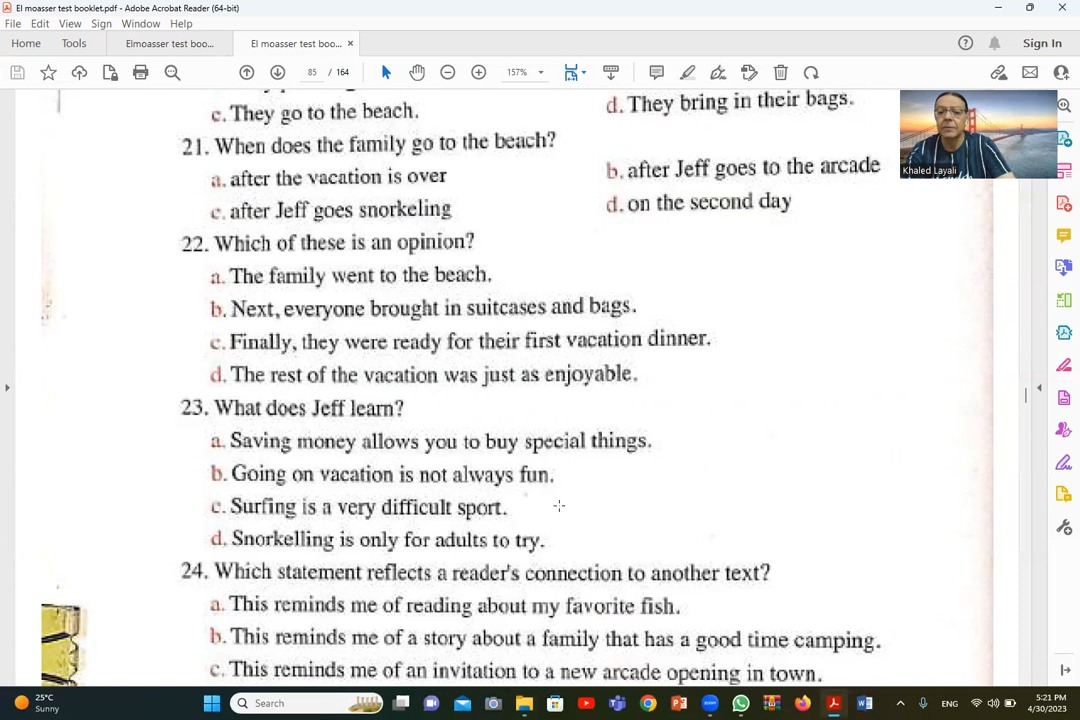 El moasser test booklet.pdf - Adobe Acrobat Reader (64-bit)
File Edit View Sign Window Help
Home Tools Elmoasser test boo... El moasser test boo... × Sign In
85 / 164 157%
c. They go to the beach. d. They bring in their bags.
21. When does the family go to the beach?
a. after the vacation is over b. after Jeff goes to the arcade
c. after Jeff goes snorkeling d. on the second day
22. Which of these is an opinion?
a. The family went to the beach.
b. Next, everyone brought in suitcases and bags.
c. Finally, they were ready for their first vacation dinner.
d. The rest of the vacation was just as enjoyable.
23. What does Jeff learn?
a. Saving money allows you to buy special things.
b. Going on vacation is not always fun.
c. Surfing is a very difficult sport.
d. Snorkelling is only for adults to try.
24. Which statement reflects a reader's connection to another text?
a. This reminds me of reading about my favorite fish.
b. This reminds me of a story about a family that has a good time camping.
c. This reminds me of an invitation to a new arcade opening in town.
Khaled Layali
25°C
Sunny
Search
ENG
5:21 PM
4/30/2023